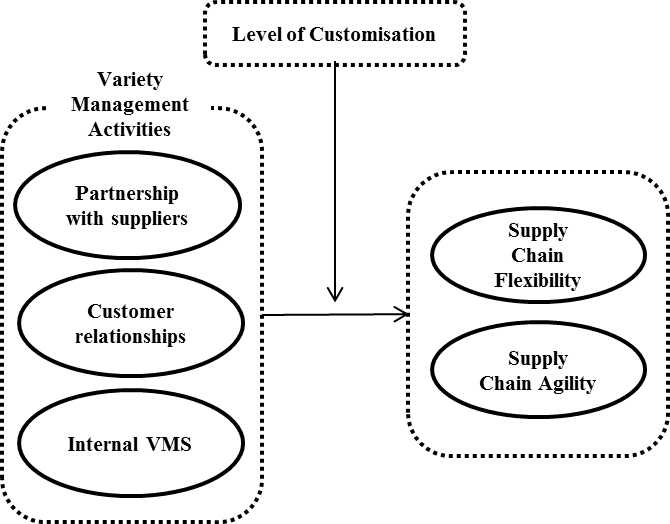 Level of Customisation
Variety
Management
Activities
Partnership
with suppliers
Customer
relationships
Internal VMS
Supply
Chain
Flexibility
Supply
Chain Agility